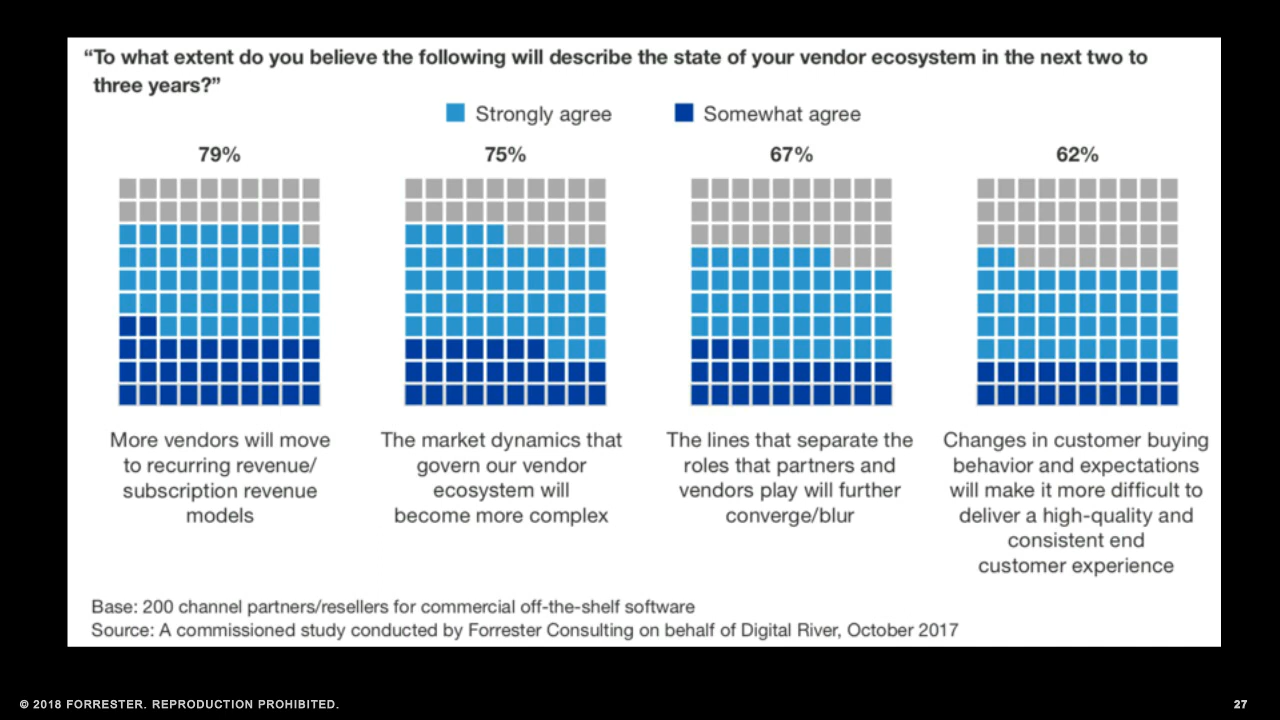 “To what extent do you believe the following will describe the state of your vendor ecosystem in the next two to
three years?”
Strongly agree
Somewhat agree
79%
75%
67%
62%
More vendors will move
to recurring revenue/
subscription revenue
models
The market dynamics that
govern our vendor
ecosystem will
become more complex
The lines that separate the
roles that partners and
vendors play will further
converge/blur
Changes in customer buying
behavior and expectations
will make it more difficult to
deliver a high-quality and
consistent end
customer experience
Base: 200 channel partners/resellers for commercial off-the-shelf software
Source: A commissioned study conducted by Forrester Consulting on behalf of Digital River, October 2017
© 2018 FORRESTER. REPRODUCTION PROHIBITED.
27